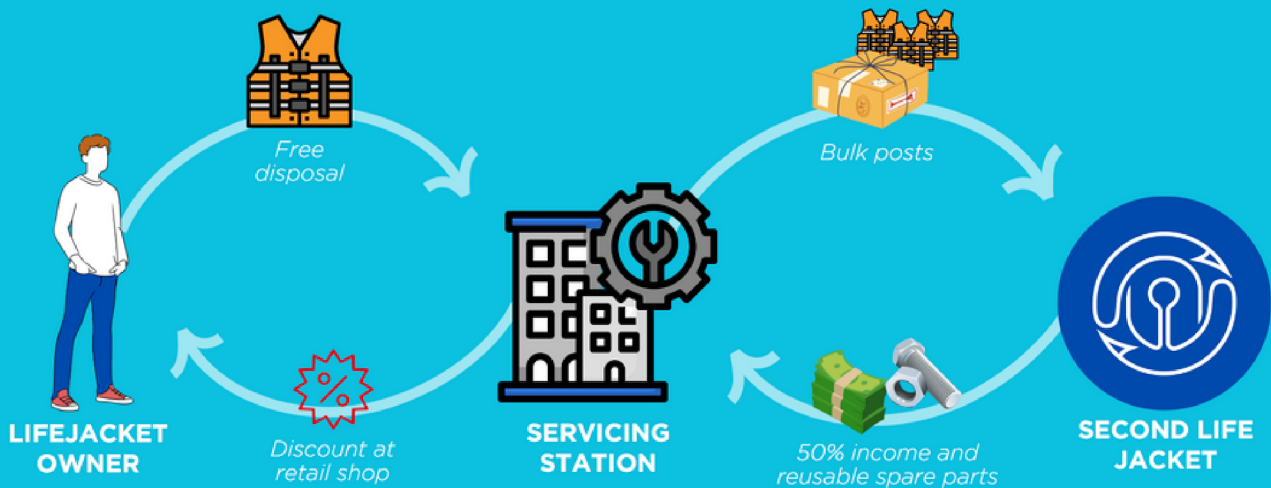 Free
disposal
Bulk posts
LIFEJACKET
OWNER
Discount at
retail shop
SERVICING
STATION
50% income and
reusable spare parts
SECOND LIFE
JACKET